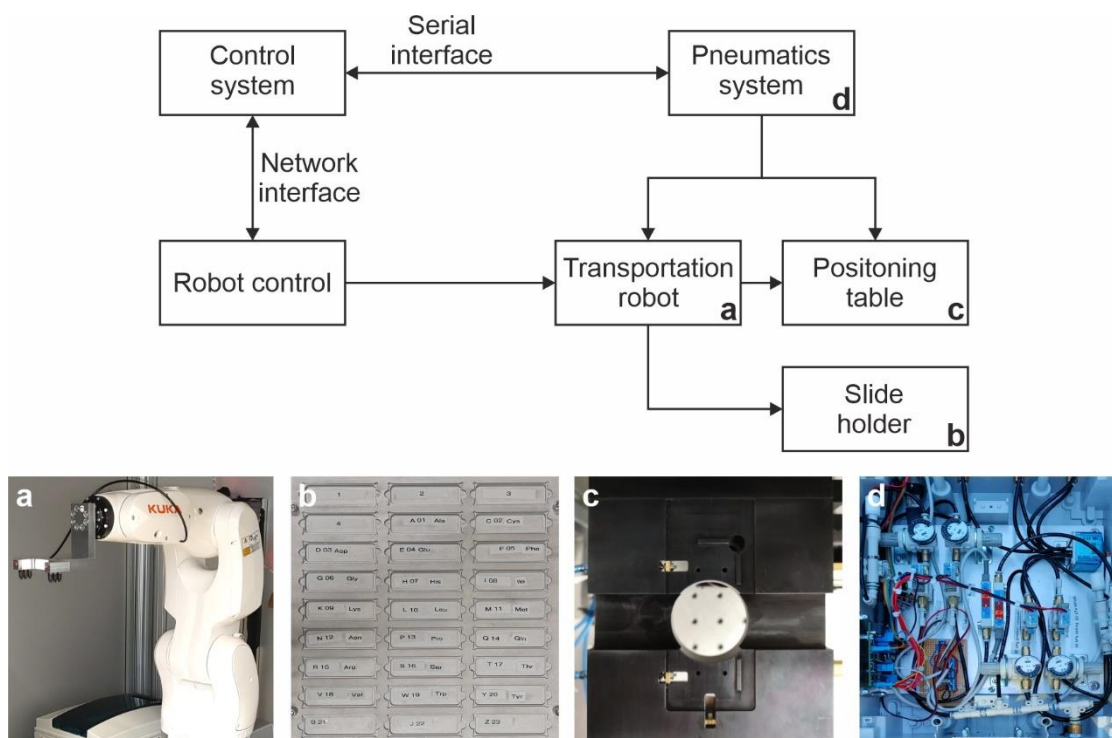 Serial
interface
Control
system
Pneumatics
system
d
Network
interface
Robot control
Transportation
robot
a
Positoning
table
c
Slide
holder
b
a
KUKA
b
1 2 3
4 A 01 Ala C 02 Cys
D 03 Asp E 04 Glu F 05 Phe
G 06 Gly H 07 His I 08
K 09 Lys L 10 Leu M 11 Met
N 12 Asn P 13 Pro Q 14 Gln
R 15 Arg S 16 Ser T 17 Thr
V 18 Val W 19 Trp Y 20 Tyr
21 J 22 Z 23
c
d